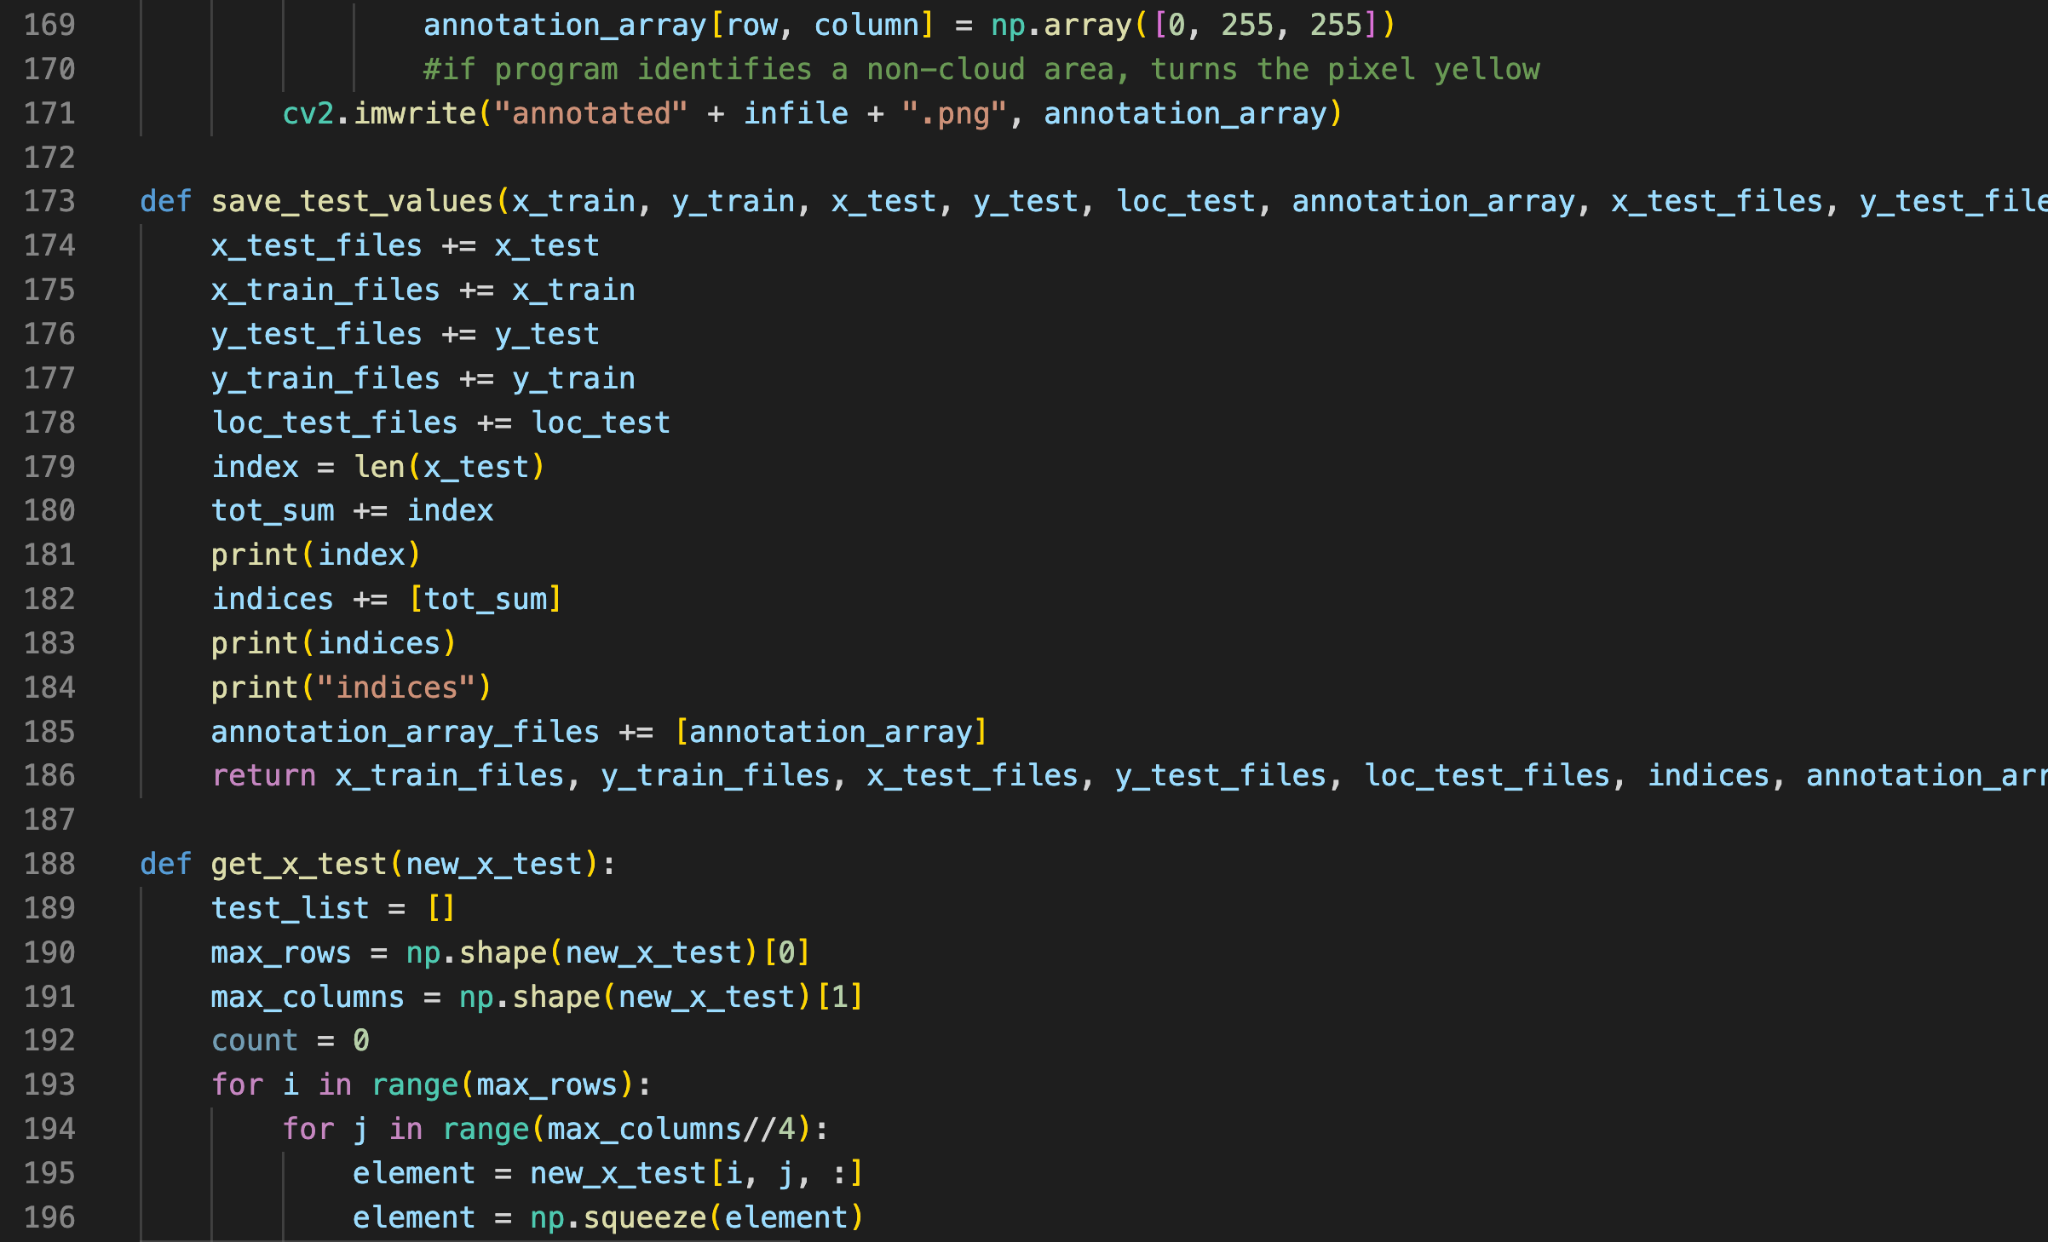 169 annotation_array[row, column] = np.array([0, 255, 255])
170 #if program identifies a non-cloud area, turns the pixel yellow
171 cv2.imwrite("annotated" + infile + ".png", annotation_array)
172
173 def save_test_values(x_train, y_train, x_test, y_test, loc_test, annotation_array, x_test_files, y_test_file
174 x_test_files += x_test
175 x_train_files += x_train
176 y_test_files += y_test
177 y_train_files += y_train
178 loc_test_files += loc_test
179 index = len(x_test)
180 tot_sum += index
181 print(index)
182 indices += [tot_sum]
183 print(indices)
184 print("indices")
185 annotation_array_files += [annotation_array]
186 return x_train_files, y_train_files, x_test_files, y_test_files, loc_test_files, indices, annotation_arr
187
188 def get_x_test(new_x_test):
189 test_list = []
190 max_rows = np.shape(new_x_test)[0]
191 max_columns = np.shape(new_x_test)[1]
192 count = 0
193 for i in range(max_rows):
194 for j in range(max_columns//4):
195 element = new_x_test[i, j, :]
196 element = np.squeeze(element)